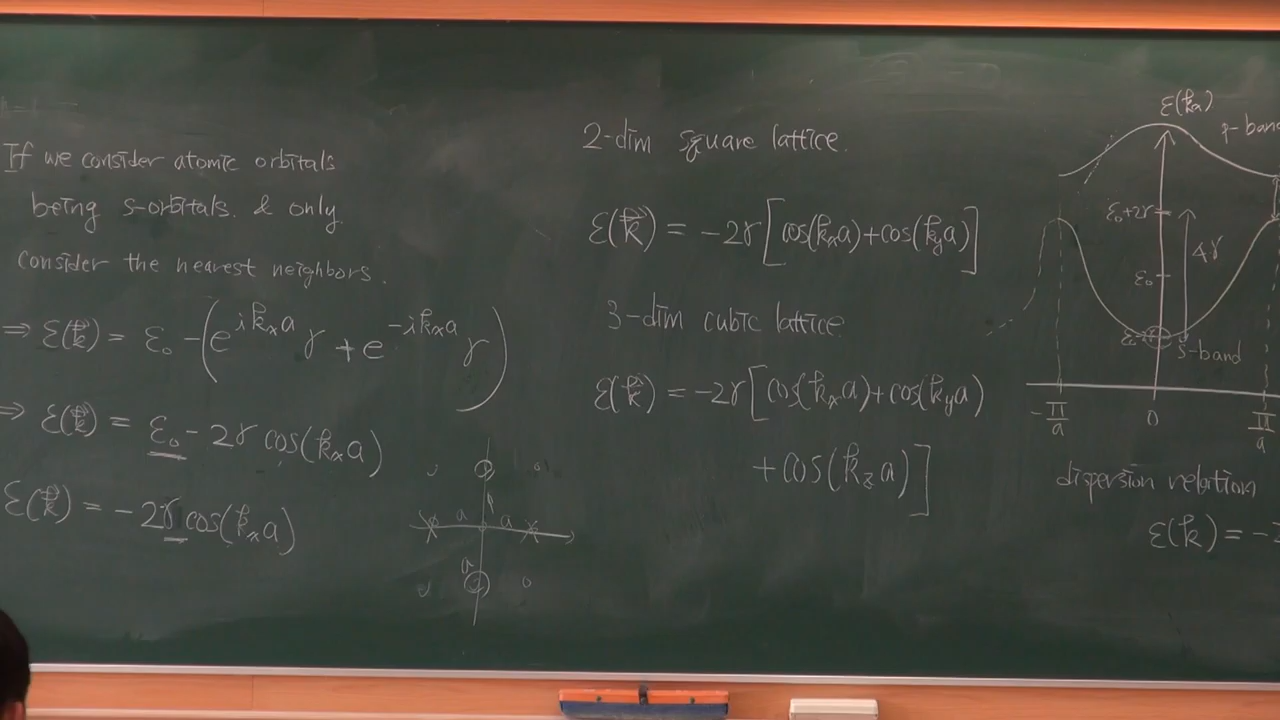 If we consider atomic orbitals
being s-orbitals. & only
consider the nearest neighbors.
⇒ ε(k⃗) = ε₀ - (e^{ik_x a} γ + e^{-ik_x a} γ)
⇒ ε(k⃗) = ε₀ - 2γ cos(k_x a)
ε(k⃗) = -2γ cos(k_x a)
a a
a
2-dim square lattice.
ε(k⃗) = -2γ[cos(k_x a)+cos(k_y a)]
3-dim cubic lattice
ε(k⃗) = -2γ[cos(k_x a)+cos(k_y a)
+ cos(k_z a)]
ε(k_x)
ε₀+2γ
4γ
ε₀
s-band
-π/a 0 π/a
dispersion relation
ε(k⃗) = -